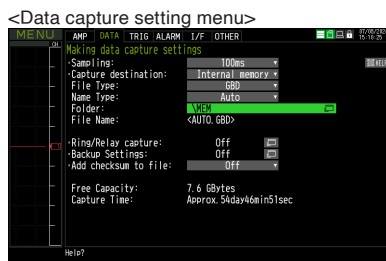 <Data capture setting menu>
MENU AMP DATA TRIG ALARM I/F OTHER
CH Making data capture settings
·Sampling: 100ms
·Capture destination: Internal memory
File Type: GBD
Name Type: Auto
Folder: \MEM
File Name: <AUTO.GBD>
·Ring/Relay capture: Off
·Backup Settings: Off
·Add checksum to file: Off
Free Capacity: 7.6 GBytes
Capture Time: Approx.54day46min51sec
Help?